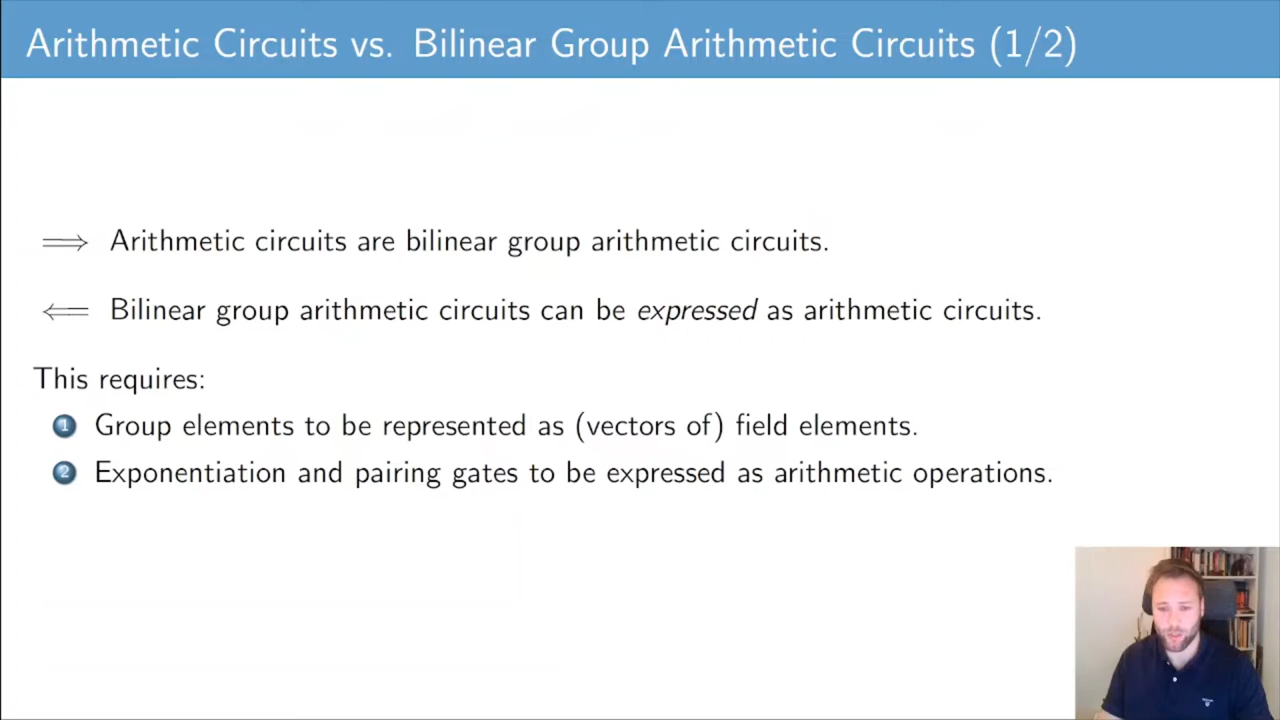 Arithmetic Circuits vs. Bilinear Group Arithmetic Circuits (1/2)
⟹ Arithmetic circuits are bilinear group arithmetic circuits.
⟸ Bilinear group arithmetic circuits can be expressed as arithmetic circuits.
This requires:
1 Group elements to be represented as (vectors of) field elements.
2 Exponentiation and pairing gates to be expressed as arithmetic operations.